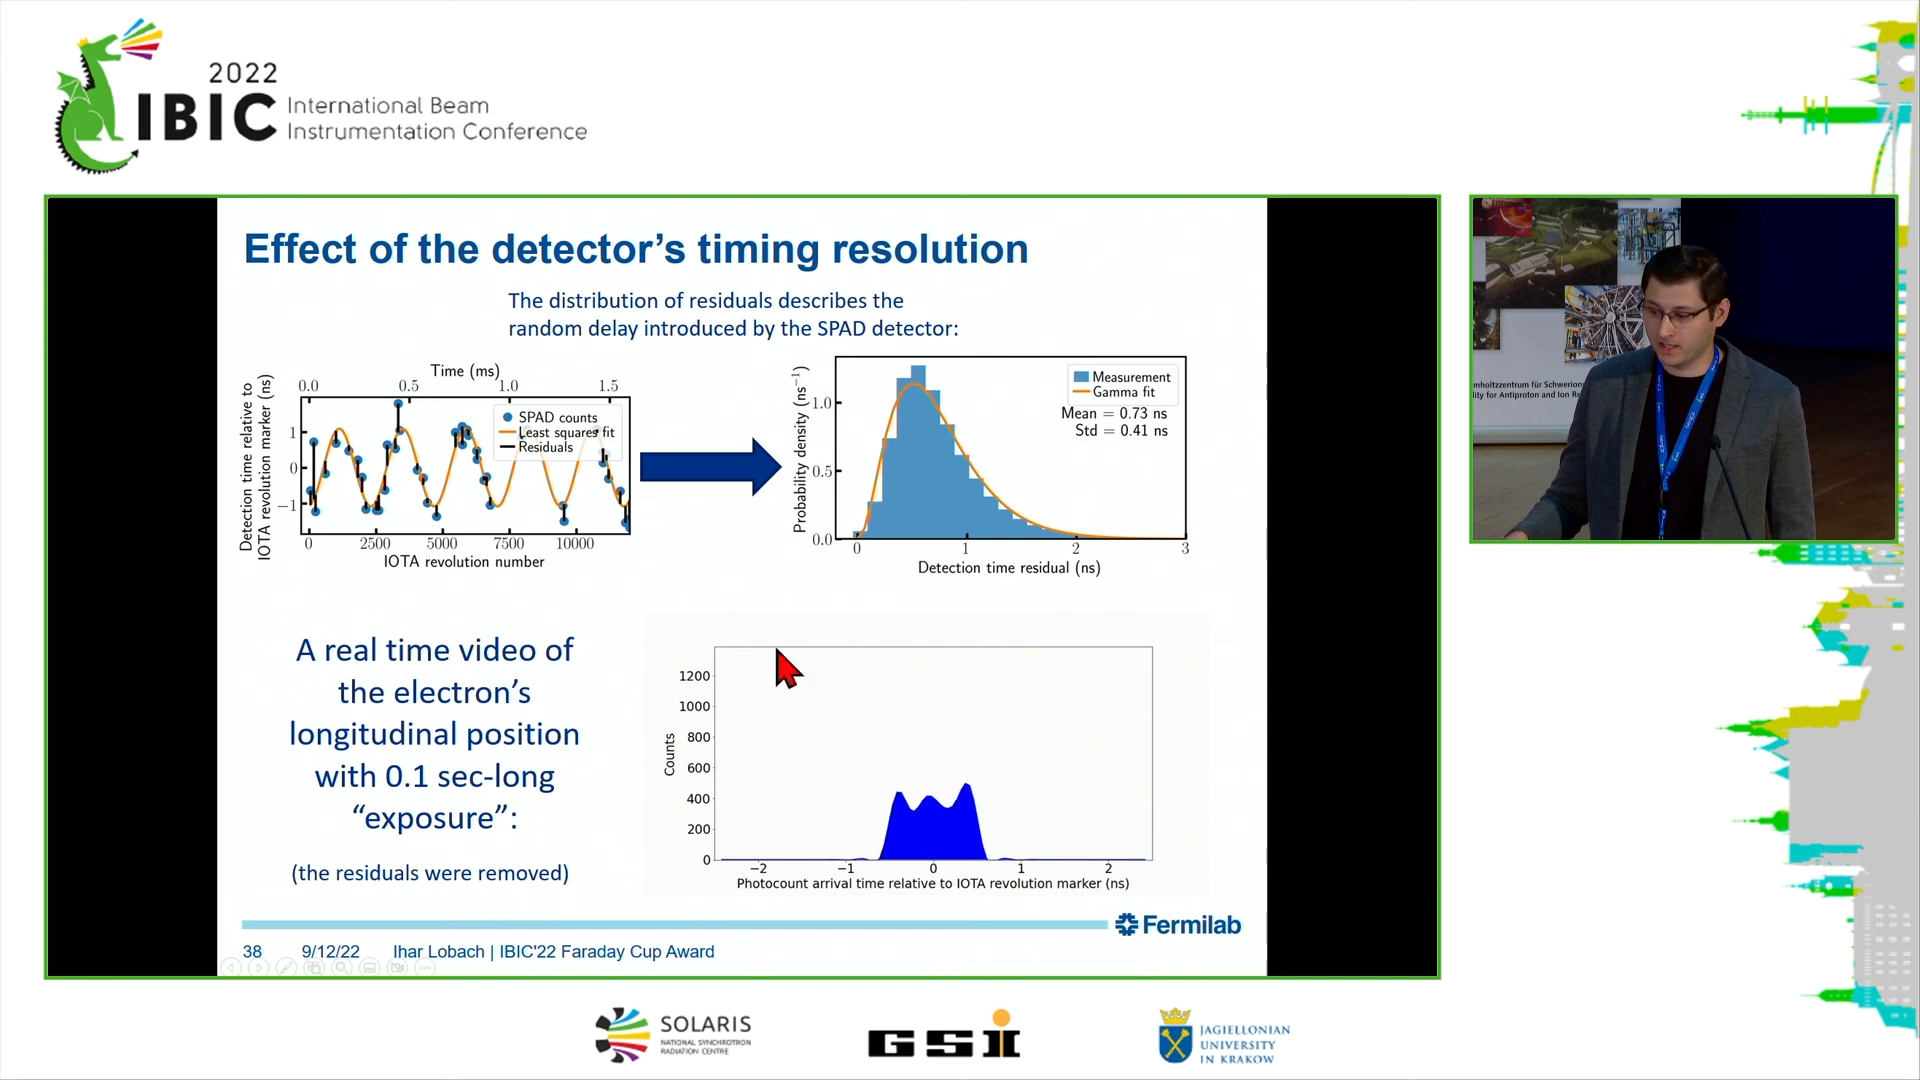 2022
IBIC
International Beam
Instrumentation Conference
Effect of the detector's timing resolution
The distribution of residuals describes the
random delay introduced by the SPAD detector:
Time (ms)
0.0 0.5 1.0 1.5
Detection time relative to
IOTA revolution marker (ns)
1
0
−1
SPAD counts
Least squares fit
Residuals
0 2500 5000 7500 10000
IOTA revolution number
Probability density (ns⁻¹)
1.0
0.5
0.0
Measurement
Gamma fit
Mean = 0.73 ns
Std = 0.41 ns
0 1 2 3
Detection time residual (ns)
A real time video of
the electron's
longitudinal position
with 0.1 sec-long
“exposure”:
(the residuals were removed)
Counts
1200
1000
800
600
400
200
0
−2 −1 0 1 2
Photocount arrival time relative to IOTA revolution marker (ns)
Fermilab
38 9/12/22 Ihar Lobach | IBIC'22 Faraday Cup Award
SOLARIS
NATIONAL SYNCHROTRON
RADIATION CENTRE
GSI
JAGIELLONIAN
UNIVERSITY
IN KRAKOW